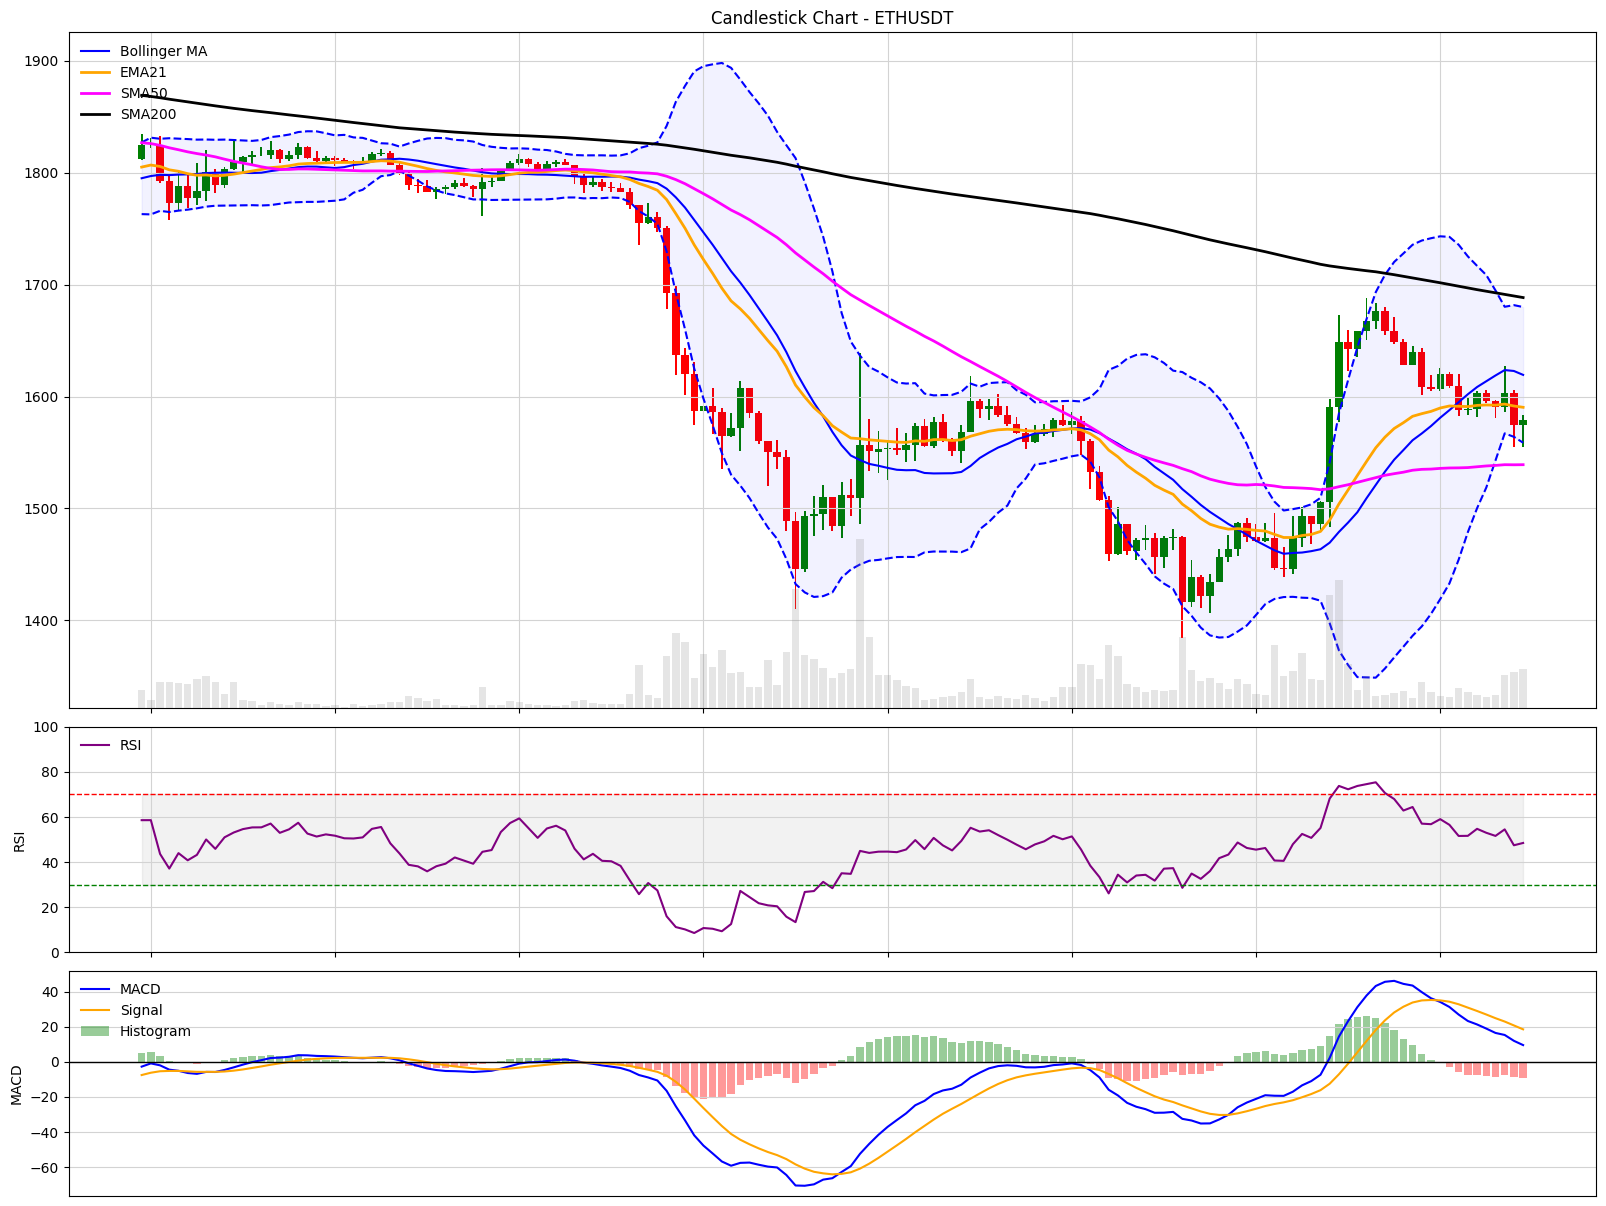 Candlestick Chart - ETHUSDT
Bollinger MA
EMA21
SMA50
SMA200
1900
1800
1700
1600
1500
1400
RSI
100
80
60
40
20
0
RSI
MACD
Signal
Histogram
40
20
0
−20
−40
−60
MACD